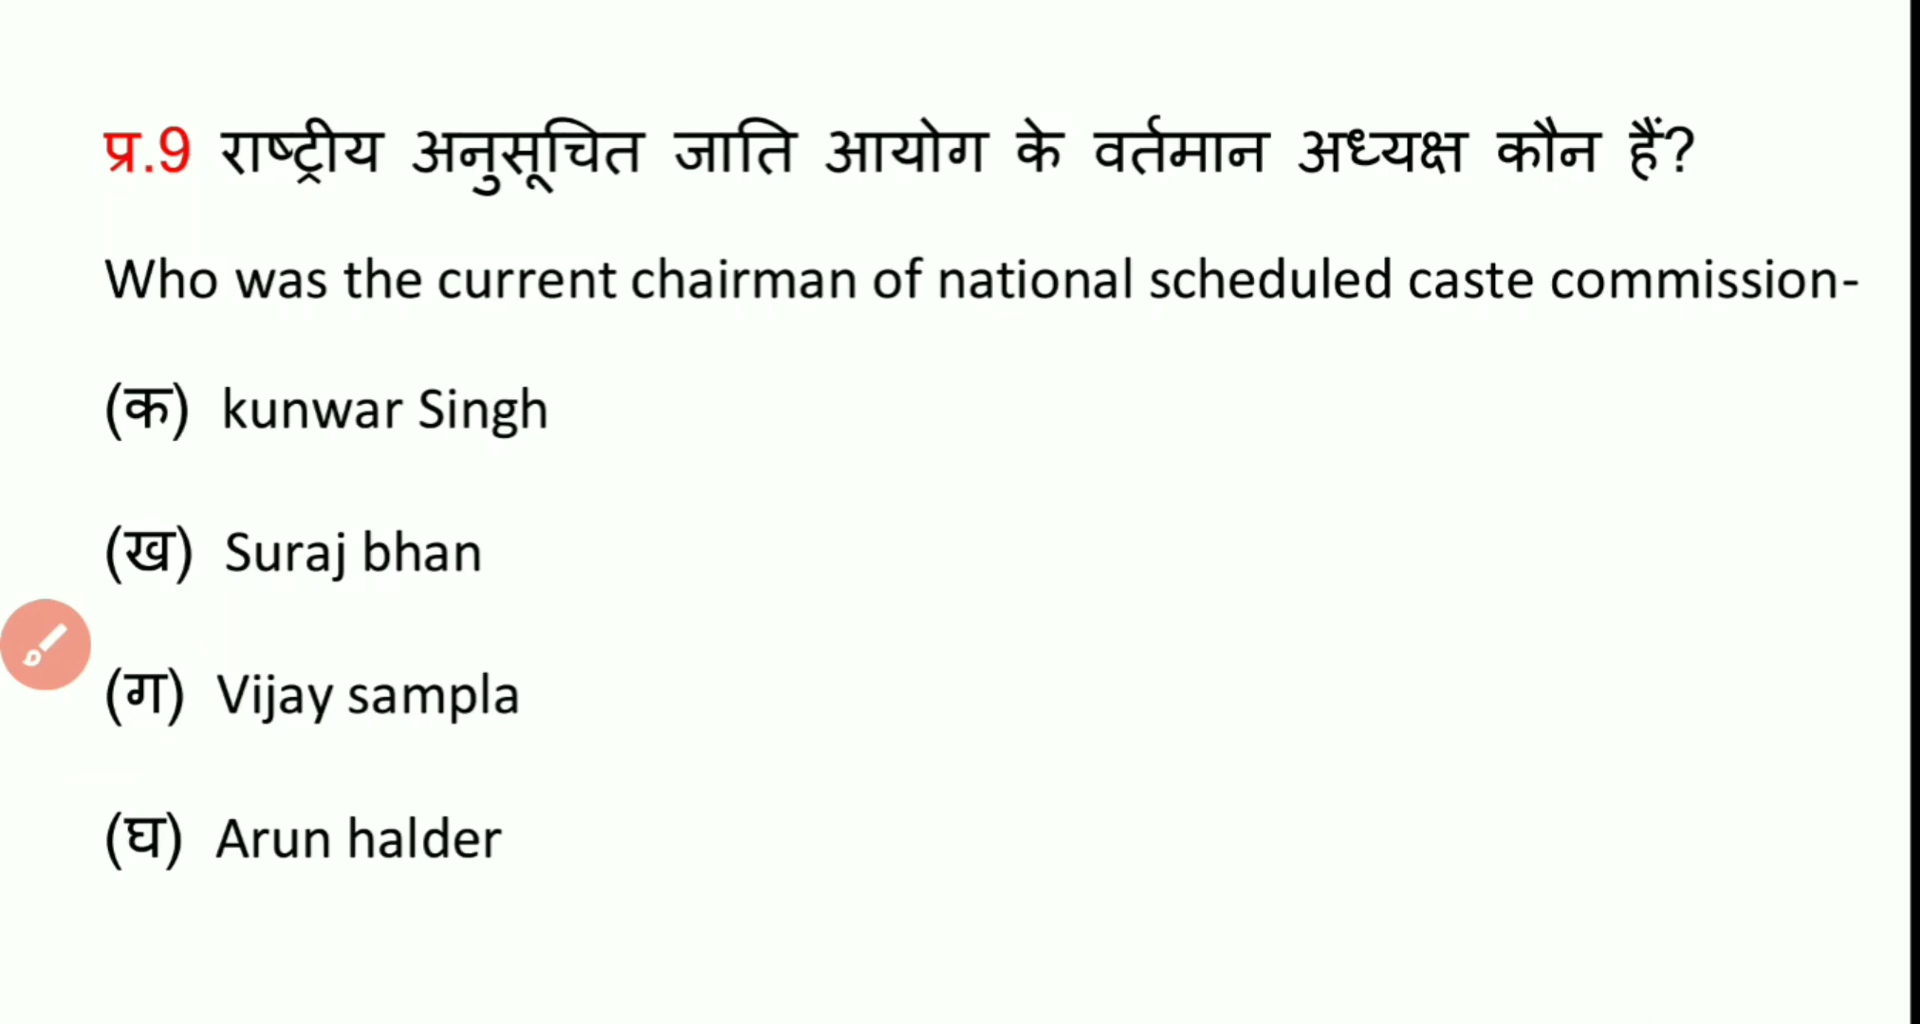 प्र.9 राष्ट्रीय अनुसूचित जाति आयोग के वर्तमान अध्यक्ष कौन हैं?
Who was the current chairman of national scheduled caste commission-
(क) kunwar Singh
(ख) Suraj bhan
(ग) Vijay sampla
(घ) Arun halder